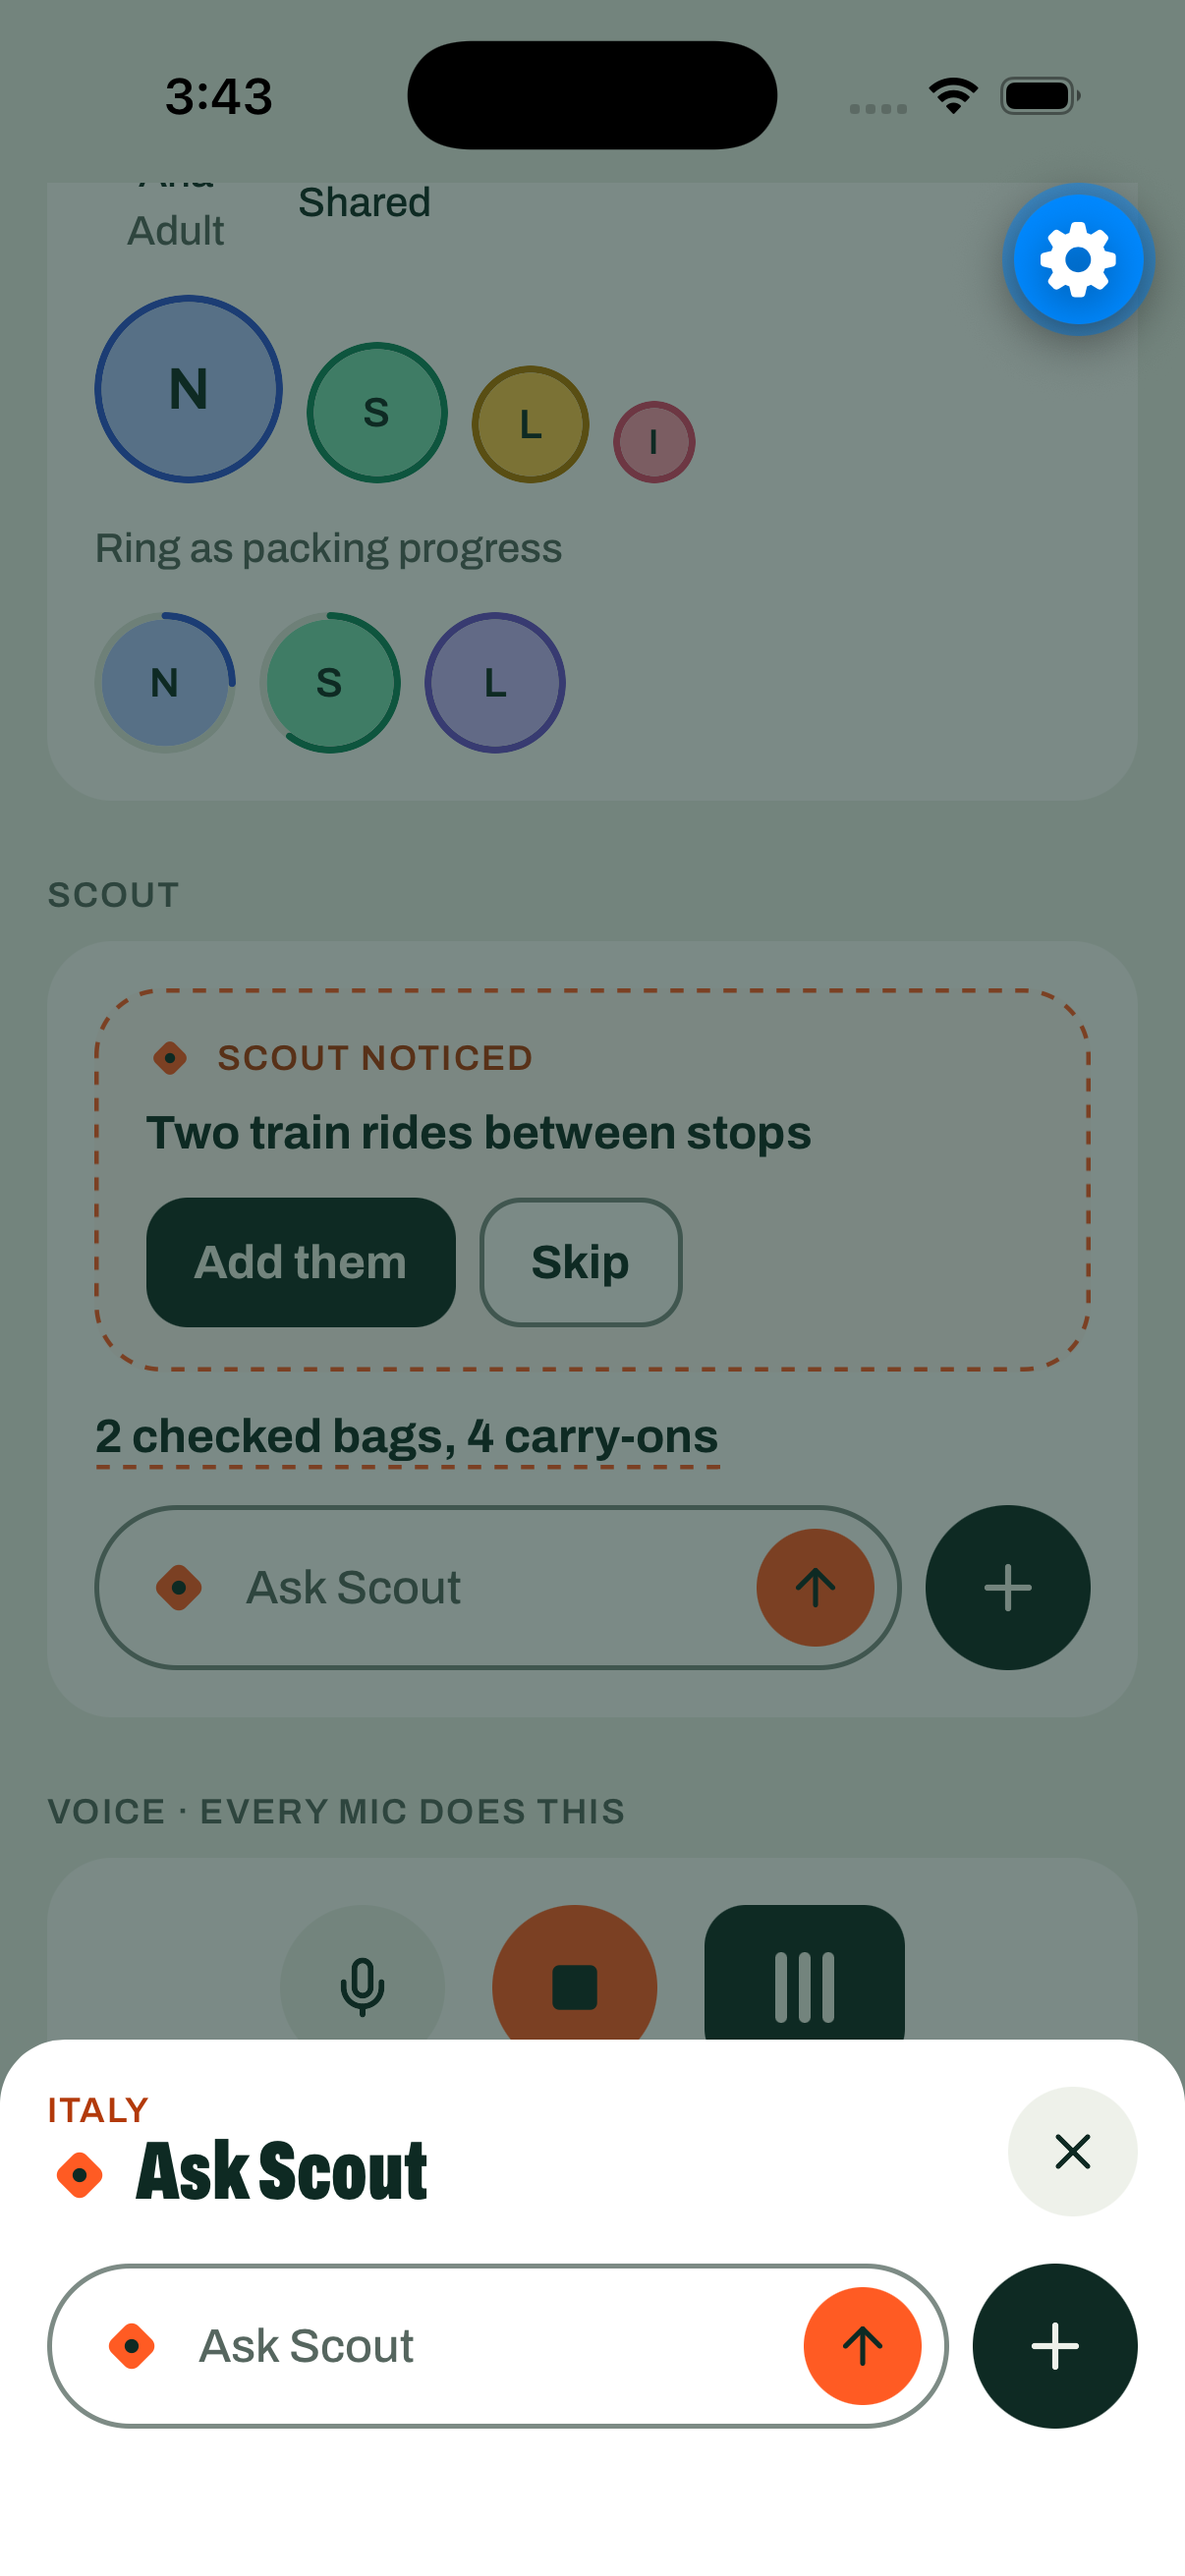 3:43
Adult
Shared
N
S
L
I
Ring as packing progress
N
S
L
SCOUT
SCOUT NOTICED
Two train rides between stops
Add them
Skip
2 checked bags, 4 carry-ons
Ask Scout
VOICE · EVERY MIC DOES THIS
ITALY
Ask Scout
Ask Scout